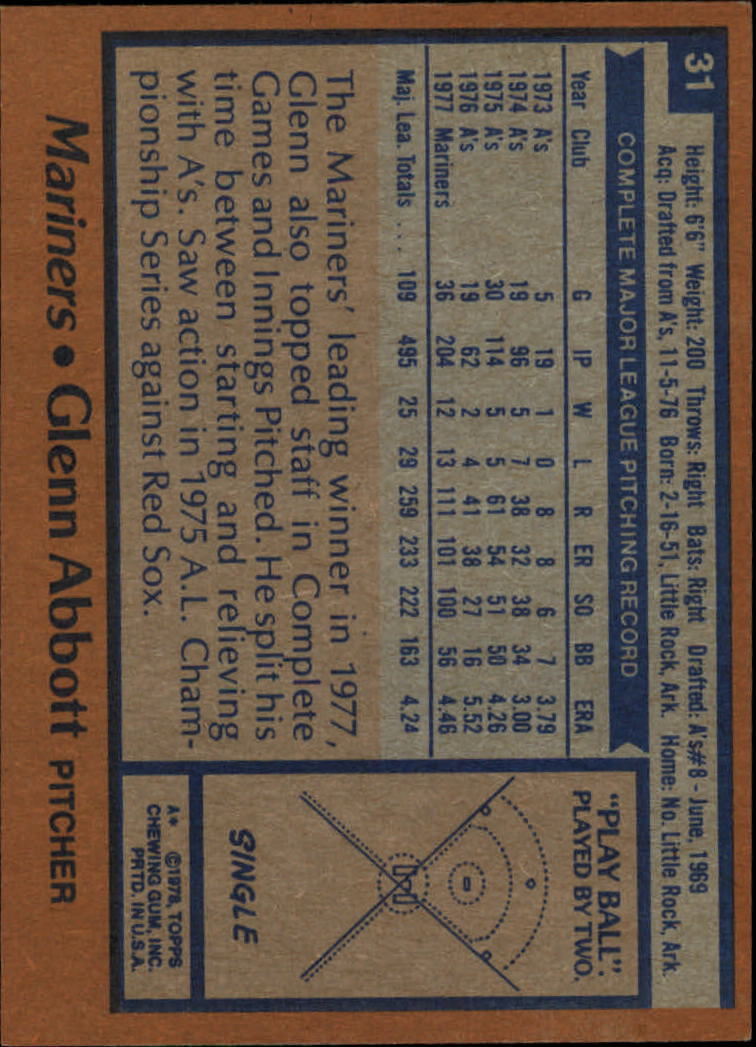 31
Height: 6'6" Weight: 200 Throws: Right Bats: Right Drafted: A's#8 - June, 1969
Acq: Drafted from A's, 11-5-76 Born: 2-16-51, Little Rock, Ark. Home: No. Little Rock, Ark.
COMPLETE MAJOR LEAGUE PITCHING RECORD
Year Club G IP W L R ER SO BB ERA
1973 A's 5 19 1 0 8 8 6 7 3.79
1974 A's 19 96 5 7 38 32 38 34 3.00
1975 A's 30 114 5 5 61 54 51 50 4.26
1976 A's 19 62 2 4 41 38 27 16 5.52
1977 Mariners 36 204 12 13 111 101 100 56 4.46
Maj. Lea. Totals ... 109 495 25 29 259 233 222 163 4.24
The Mariners' leading winner in 1977,
Glenn also topped staff in Complete
Games and Innings Pitched. He split his
time between starting and relieving
with A's. Saw action in 1975 A.L. Cham-
pionship Series against Red Sox.
"PLAY BALL".
PLAYED BY TWO.
SINGLE
A* ©1978, TOPPS
CHEWING GUM, INC.
PRTD. IN U.S.A.
Mariners • Glenn Abbott PITCHER